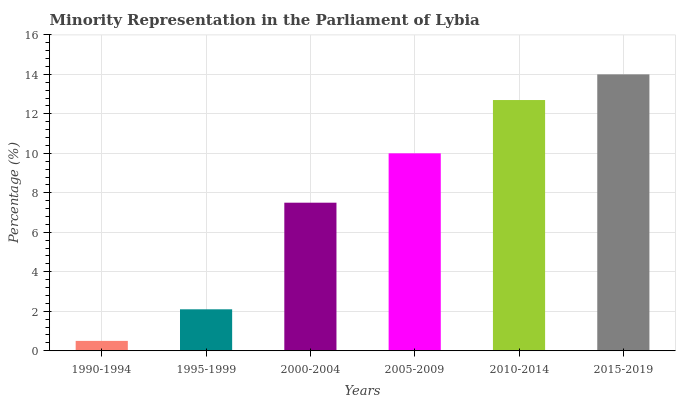 Minority Representation in the Parliament of Lybia
Percentage (%)
16
14
12
10
8
6
4
2
0
1990-1994 1995-1999 2000-2004 2005-2009 2010-2014 2015-2019
Years